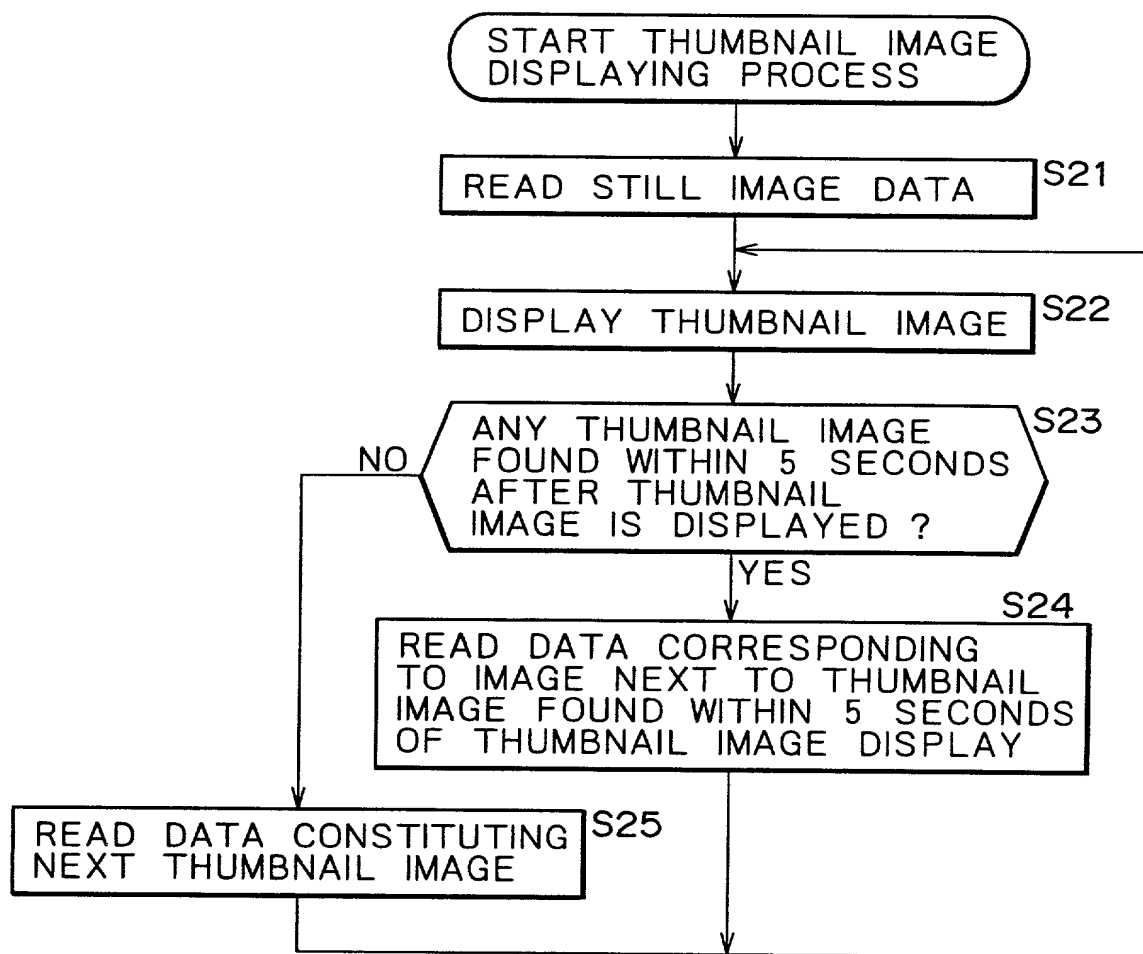 START THUMBNAIL IMAGE
DISPLAYING PROCESS
READ STILL IMAGE DATA
S21
DISPLAY THUMBNAIL IMAGE
S22
ANY THUMBNAIL IMAGE
FOUND WITHIN 5 SECONDS
AFTER THUMBNAIL
IMAGE IS DISPLAYED ?
S23
NO
YES
S24
READ DATA CORRESPONDING
TO IMAGE NEXT TO THUMBNAIL
IMAGE FOUND WITHIN 5 SECONDS
OF THUMBNAIL IMAGE DISPLAY
READ DATA CONSTITUTING
NEXT THUMBNAIL IMAGE
S25